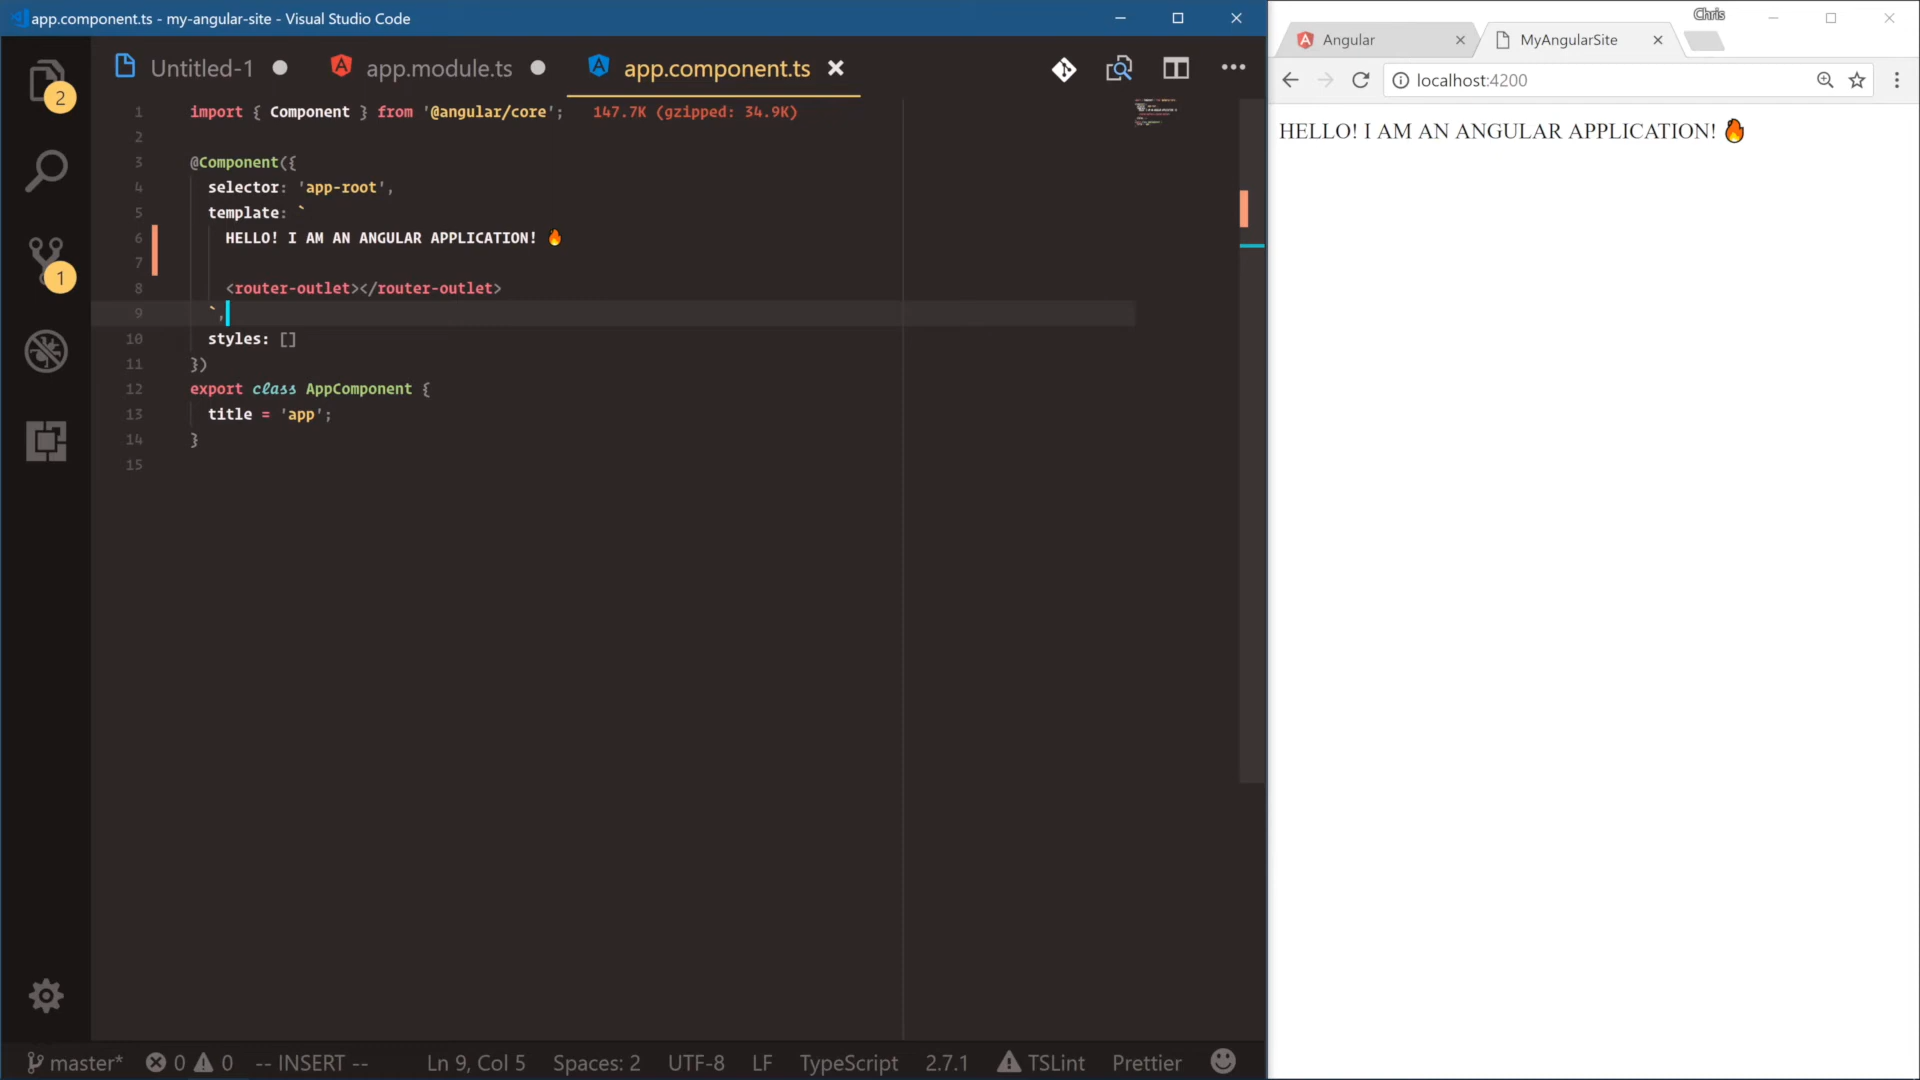 app.component.ts - my-angular-site - Visual Studio Code
Untitled-1
app.module.ts
app.component.ts
1 import { Component } from '@angular/core'; 147.7K (gzipped: 34.9K)
2
3 @Component({
4 selector: 'app-root',
5 template: `
6 HELLO! I AM AN ANGULAR APPLICATION! 🔥
7
8 <router-outlet></router-outlet>
9 `,
10 styles: []
11 })
12 export class AppComponent {
13 title = 'app';
14 }
15
2
1
master* 0 0 -- INSERT -- Ln 9, Col 5 Spaces: 2 UTF-8 LF TypeScript 2.7.1 TSLint Prettier
Chris
Angular
MyAngularSite
localhost:4200
HELLO! I AM AN ANGULAR APPLICATION! 🔥